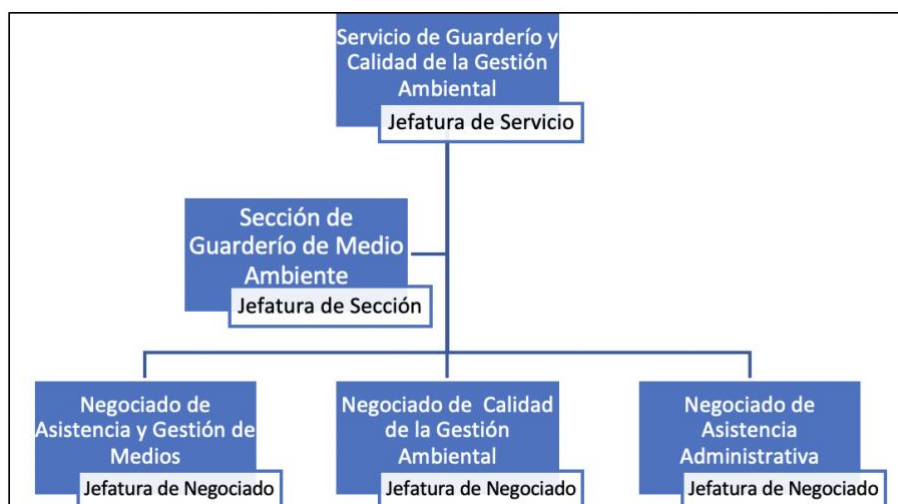 Servicio de Guarderío y
Calidad de la Gestión
Ambiental
Jefatura de Servicio
Sección de
Guarderío de Medio
Ambiente
Jefatura de Sección
Negociado de
Asistencia y Gestión de
Medios
Jefatura de Negociado
Negociado de Calidad
de la Gestión
Ambiental
Jefatura de Negociado
Negociado de
Asistencia
Administrativa
Jefatura de Negociado